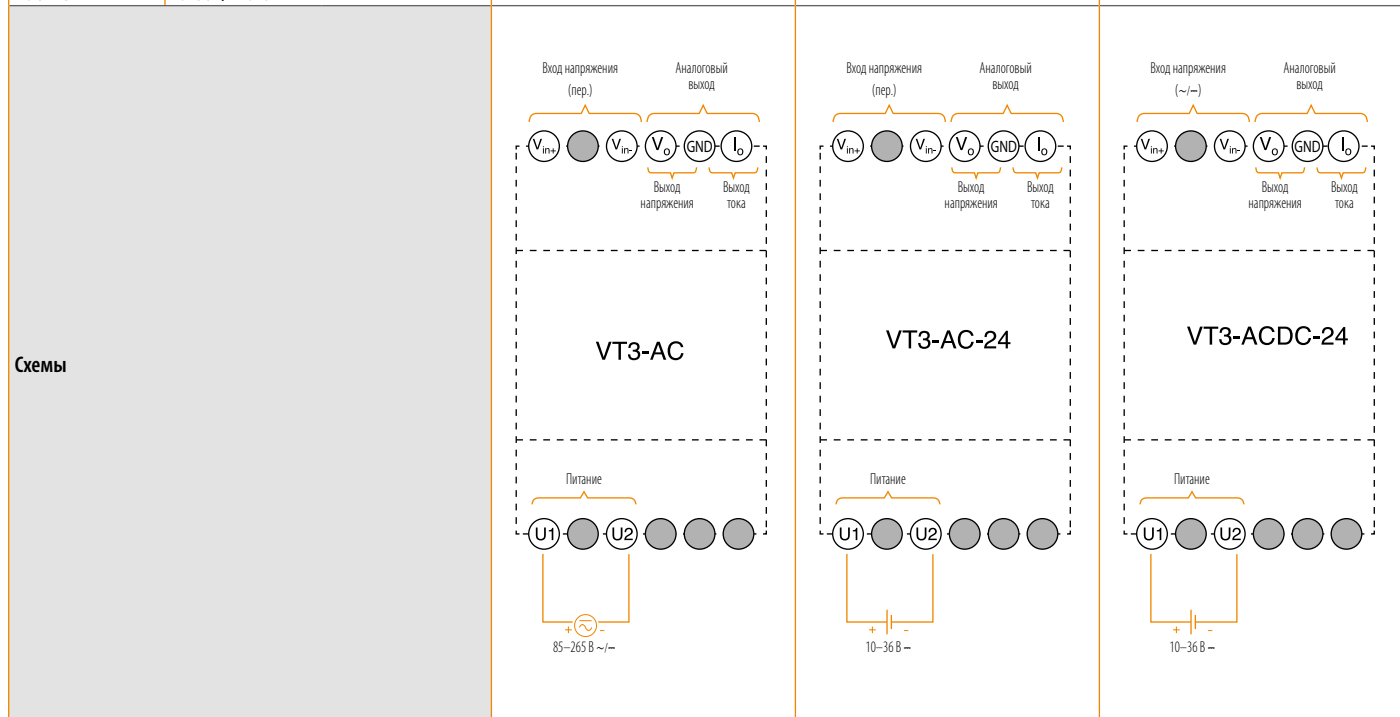 Схемы
Вход напряжения
(пер.)
Аналоговый
выход
Vin+ Vin- Vo GND Io
Выход
напряжения
Выход
тока
VT3-AC
Питание
U1 U2
+ -
85–265 В ~/⎓
Вход напряжения
(пер.)
Аналоговый
выход
Vin+ Vin- Vo GND Io
Выход
напряжения
Выход
тока
VT3-AC-24
Питание
U1 U2
+ -
10–36 В ⎓
Вход напряжения
(~/⎓)
Аналоговый
выход
Vin+ Vin- Vo GND Io
Выход
напряжения
Выход
тока
VT3-ACDC-24
Питание
U1 U2
+ -
10–36 В ⎓